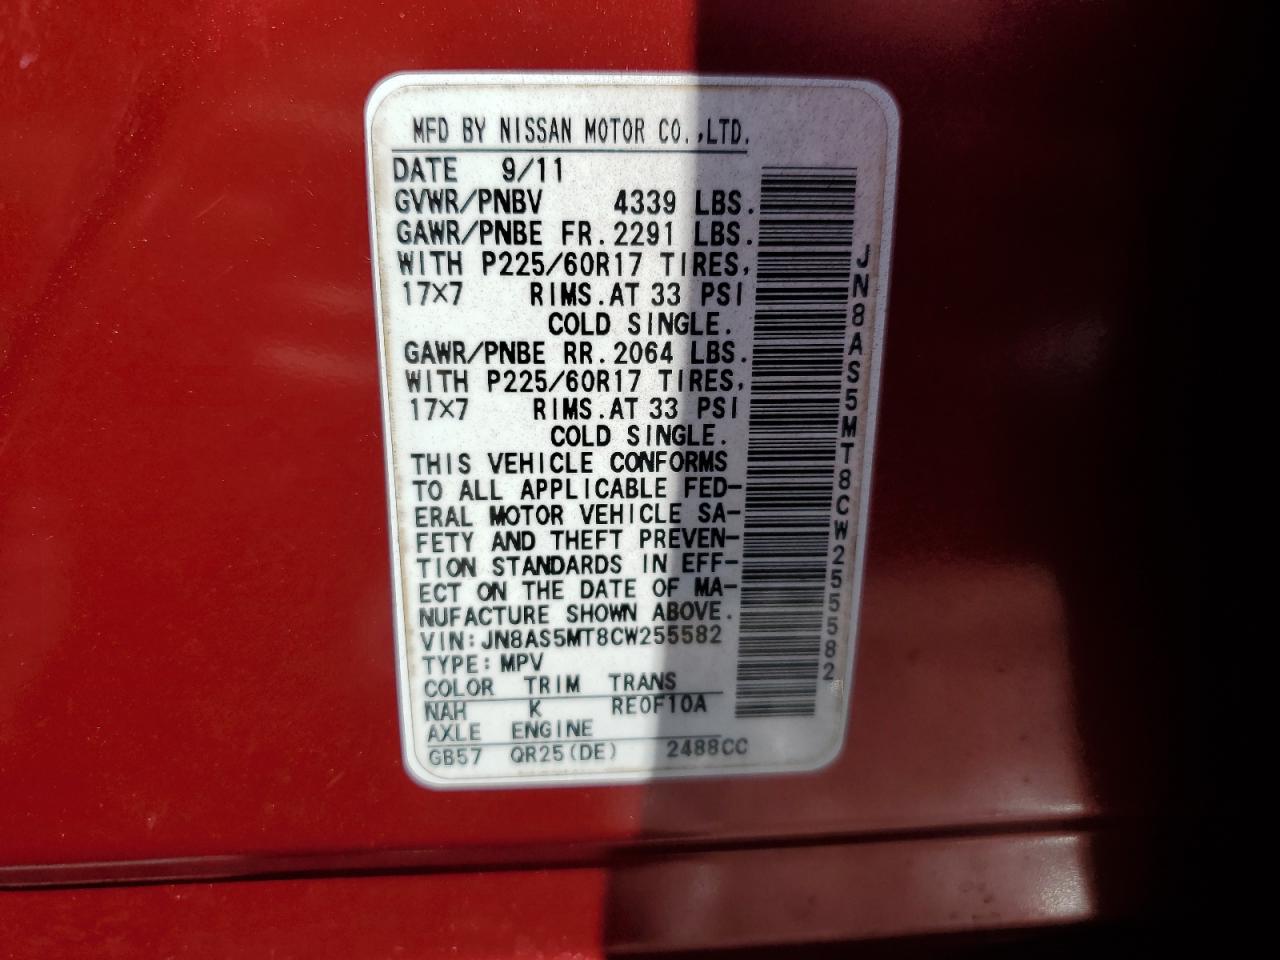 MFD BY NISSAN MOTOR CO.,LTD.
DATE 9/11
GVWR/PNBV 4339 LBS.
GAWR/PNBE FR.2291 LBS.
WITH P225/60R17 TIRES,
17×7 RIMS.AT 33 PSI
COLD SINGLE.
GAWR/PNBE RR.2064 LBS.
WITH P225/60R17 TIRES,
17×7 RIMS.AT 33 PSI
COLD SINGLE.
THIS VEHICLE CONFORMS
TO ALL APPLICABLE FED-
ERAL MOTOR VEHICLE SA-
FETY AND THEFT PREVEN-
TION STANDARDS IN EFF-
ECT ON THE DATE OF MA-
NUFACTURE SHOWN ABOVE.
VIN:JN8AS5MT8CW255582
TYPE:MPV
COLOR TRIM TRANS
NAH K RE0F10A
AXLE ENGINE
GB57 QR25(DE) 2488CC
JN8AS5MT8CW255582